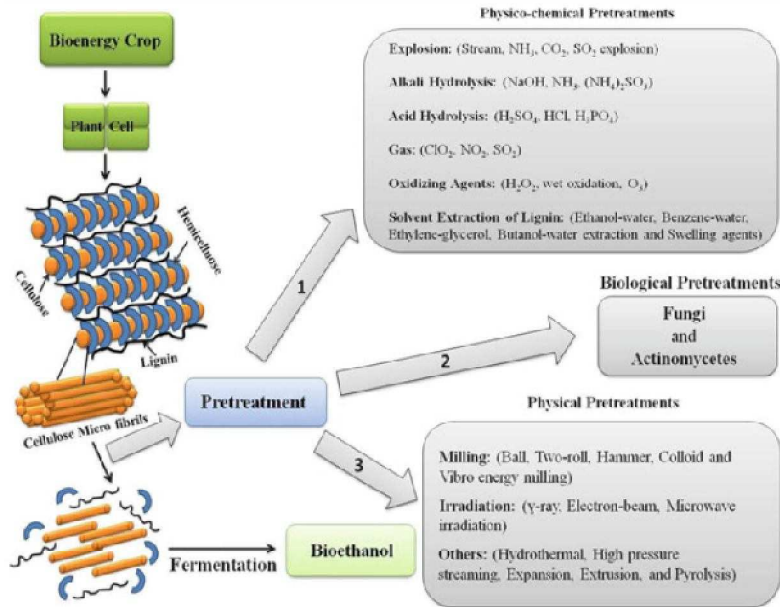 Bioenergy Crop
Plant Cell
Hemicelluose
Cellulose
Lignin
Cellulose Micro fibrils
Pretreatment
Fermentation
Bioethanol
1
2
3
Physico-chemical Pretreatments
Explosion: (Stream, NH₃, CO₂, SO₂ explosion)
Alkali Hydrolysis: (NaOH, NH₃, (NH₄)₂SO₃)
Acid Hydrolysis: (H₂SO₄, HCl, H₃PO₄)
Gas: (ClO₂, NO₂, SO₂)
Oxidizing Agents: (H₂O₂, wet oxidation, O₃)
Solvent Extraction of Lignin: (Ethanol-water, Benzene-water,
Ethylene-glycerol, Butanol-water extraction and Swelling agents)
Biological Pretreatments
Fungi
and
Actinomycetes
Physical Pretreatments
Milling: (Ball, Two-roll, Hammer, Colloid and
Vibro energy milling)
Irradiation: (γ-ray, Electron-beam, Microwave
irradiation)
Others: (Hydrothermal, High pressure
streaming, Expansion, Extrusion, and Pyrolysis)